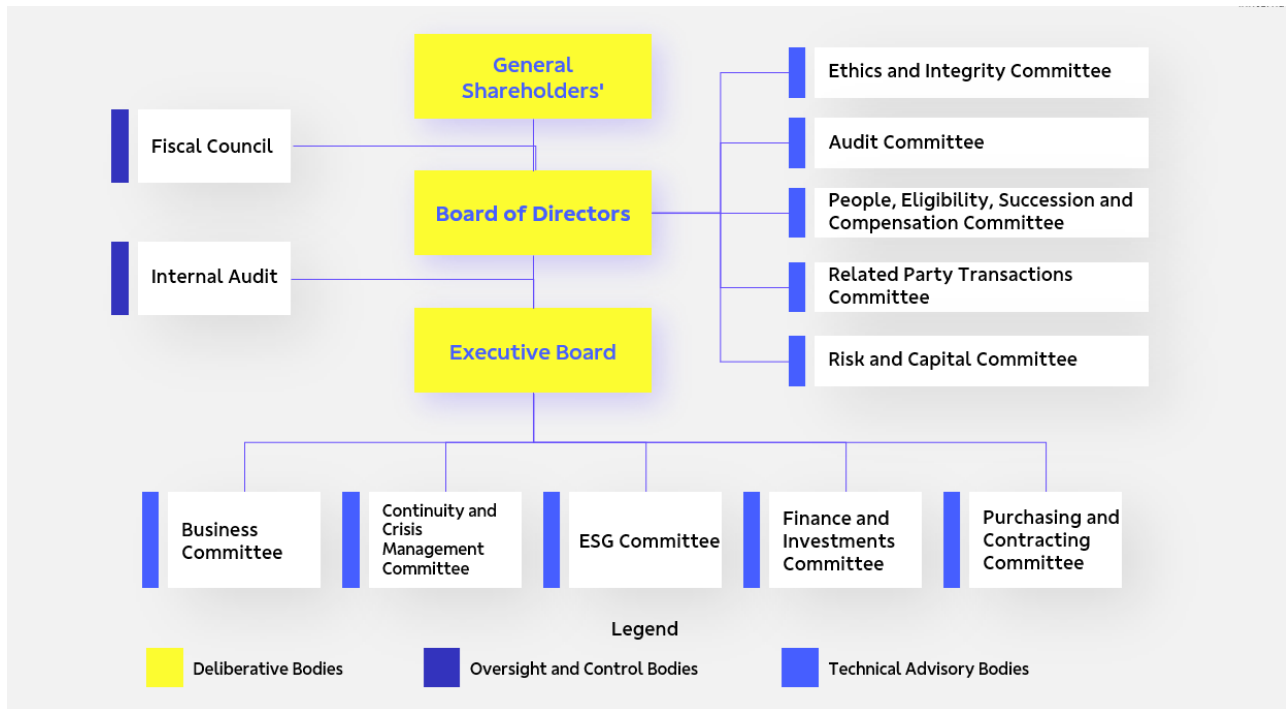 General
Shareholders'
Fiscal Council
Board of Directors
Internal Audit
Executive Board
Ethics and Integrity Committee
Audit Committee
People, Eligibility, Succession and
Compensation Committee
Related Party Transactions
Committee
Risk and Capital Committee
Business
Committee
Continuity and
Crisis
Management
Committee
ESG Committee
Finance and
Investments
Committee
Purchasing and
Contracting
Committee
Legend
Deliberative Bodies
Oversight and Control Bodies
Technical Advisory Bodies